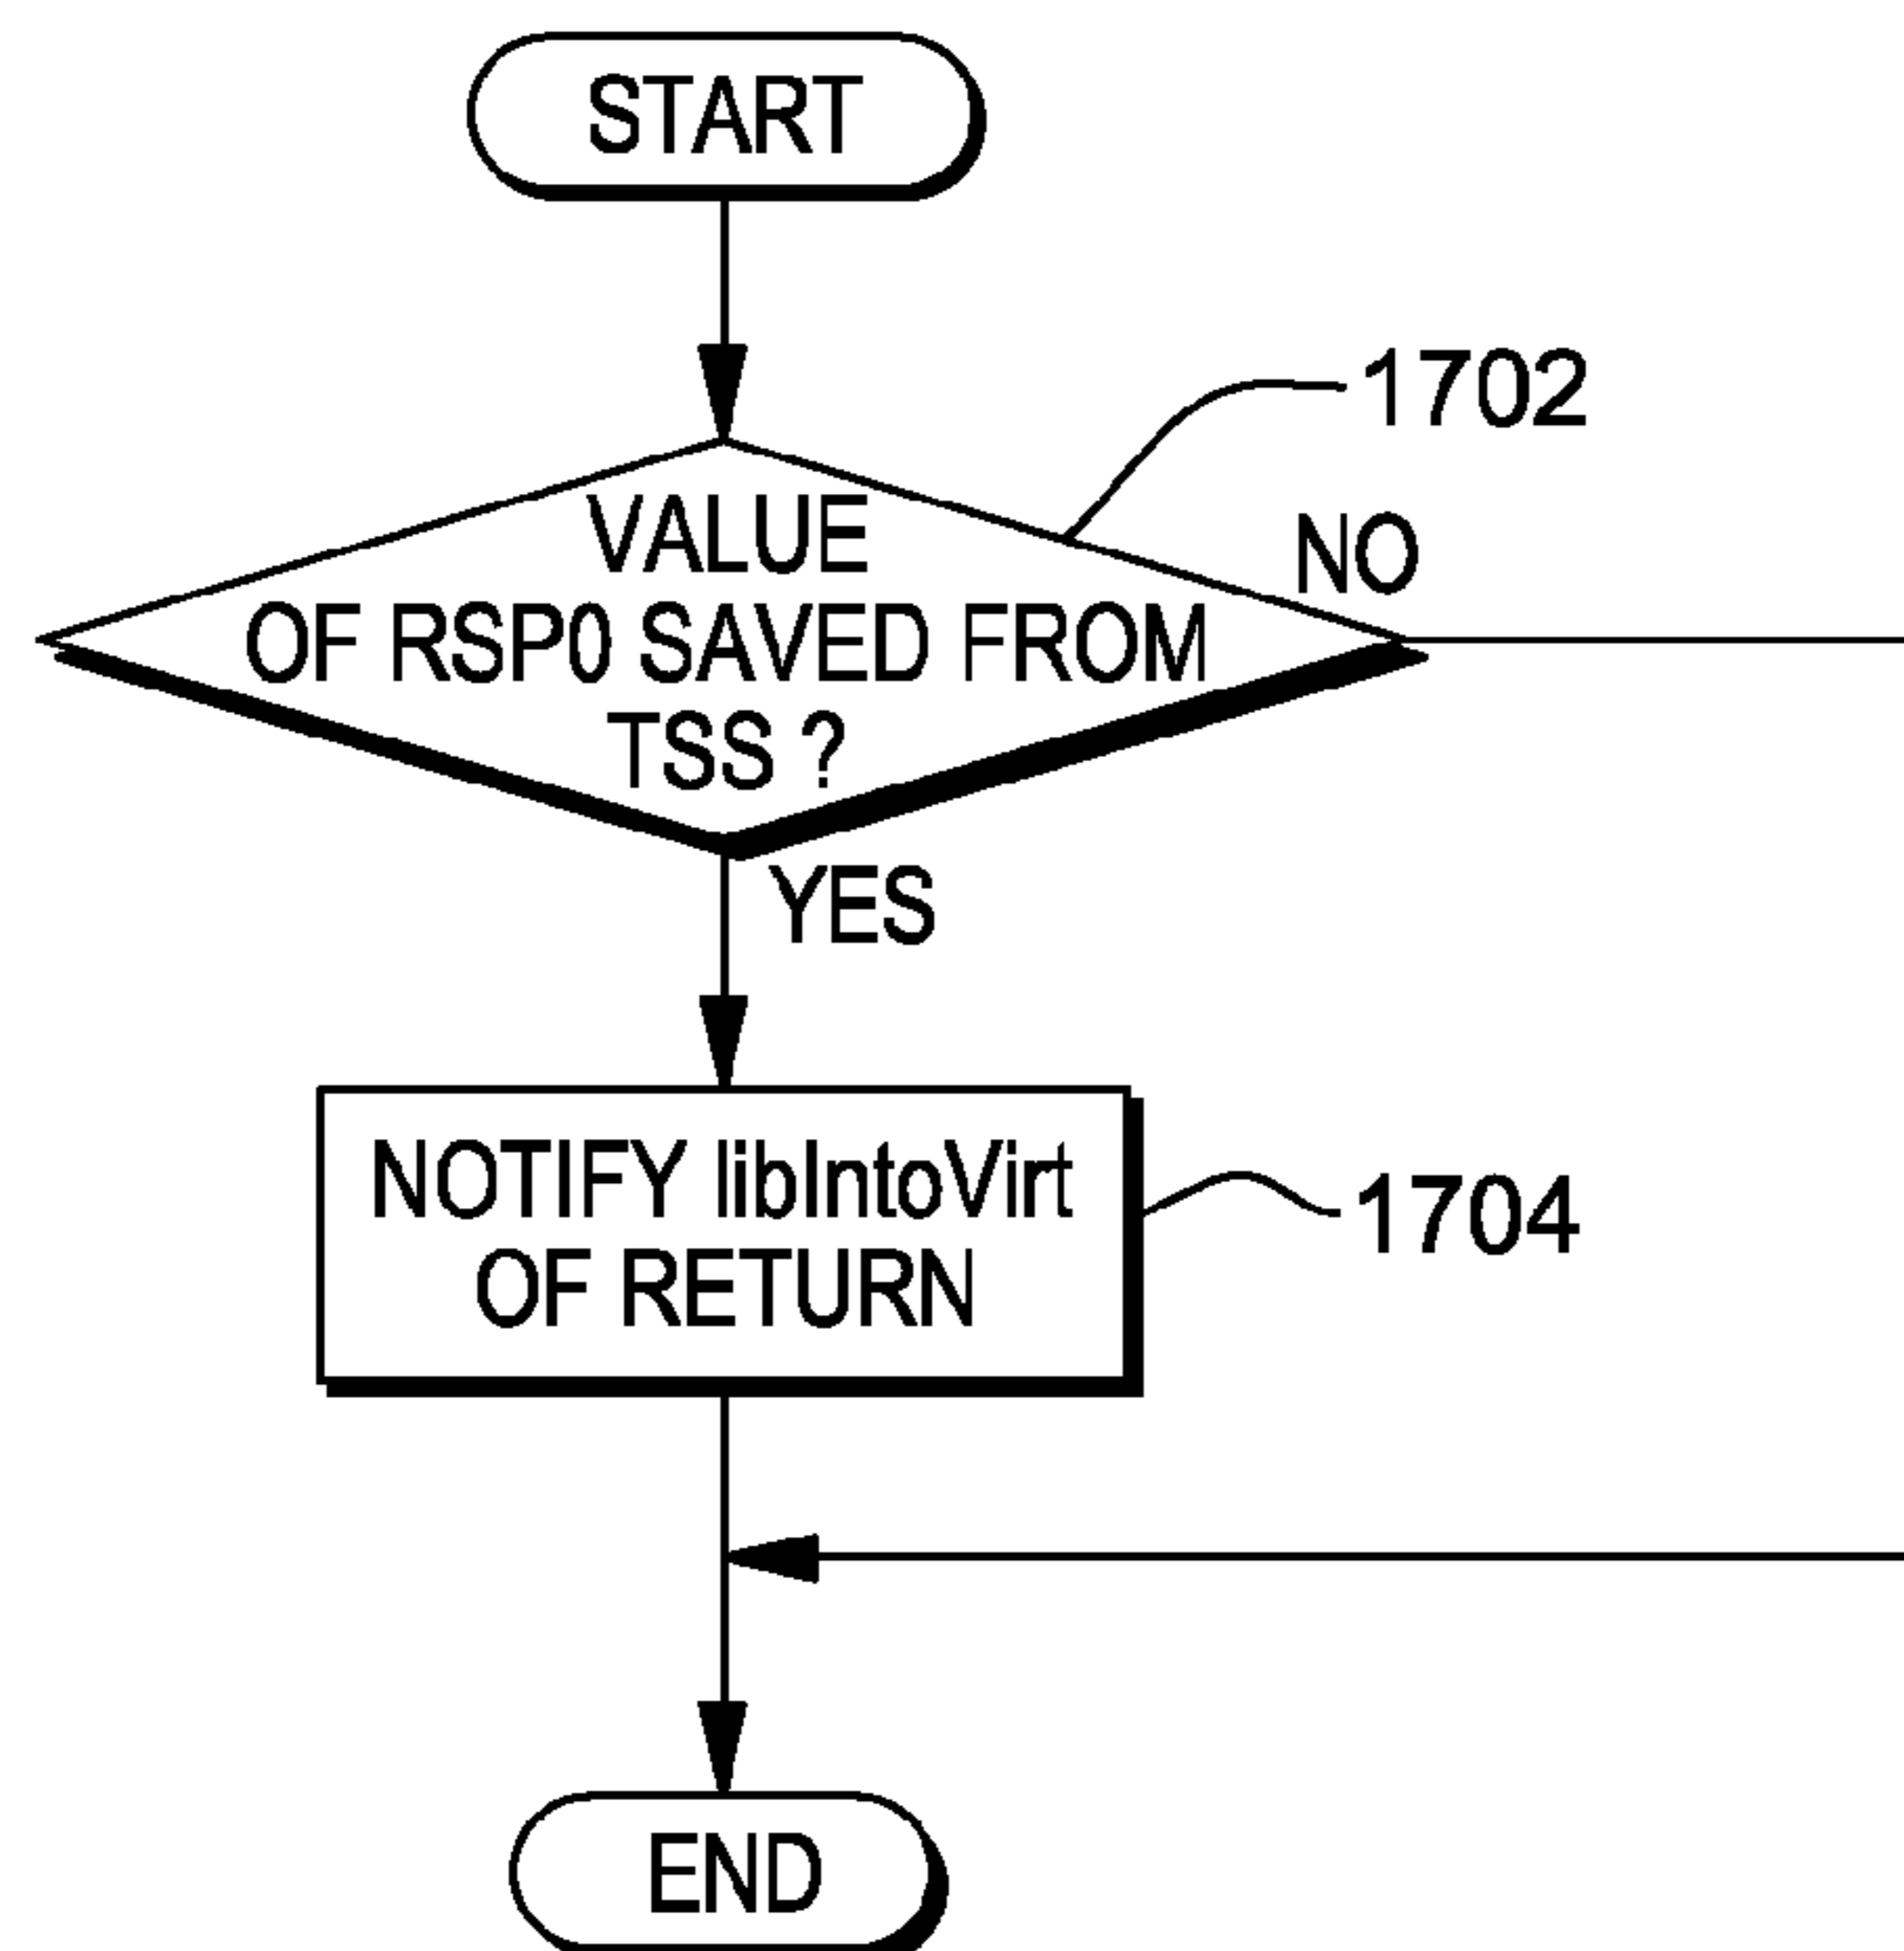 START
1702
VALUE
NO
OF RSP0 SAVED FROM
TSS ?
YES
NOTIFY libIntoVirt
OF RETURN
1704
END